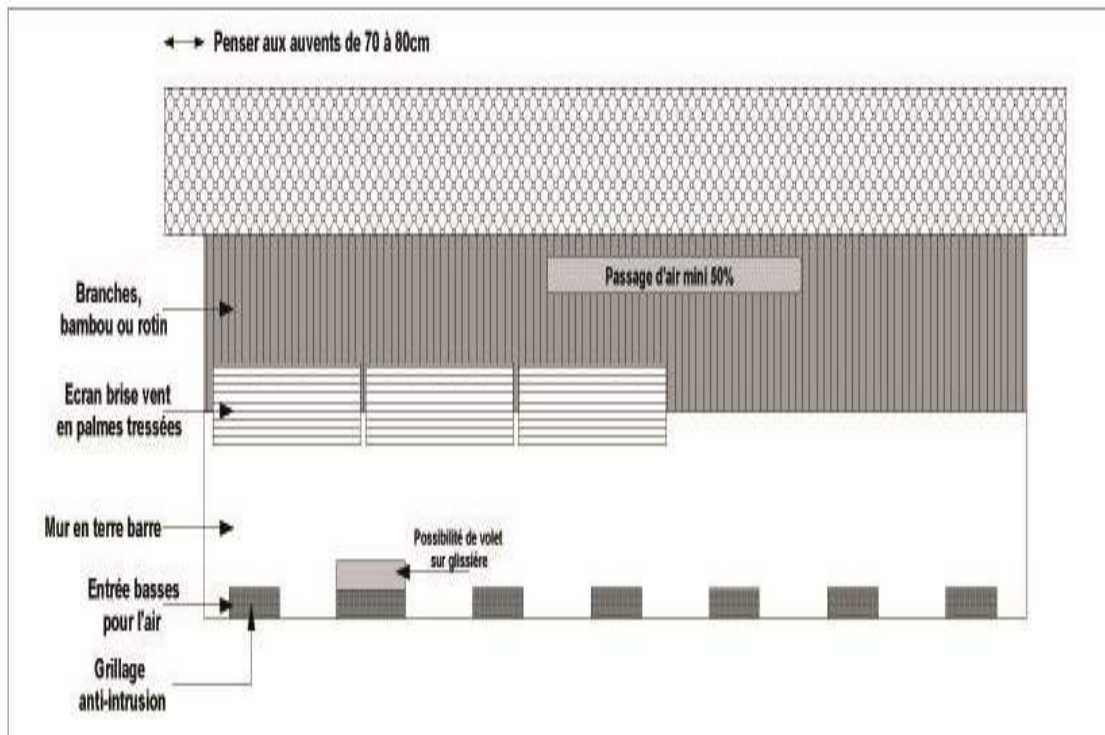 Penser aux auvents de 70 à 80cm
Passage d'air mini 50%
Branches,
bambou ou rotin
Ecran brise vent
en palmes tressées
Mur en terre barre
Possibilité de volet
sur glissière
Entrée basses
pour l'air
Grillage
anti-intrusion